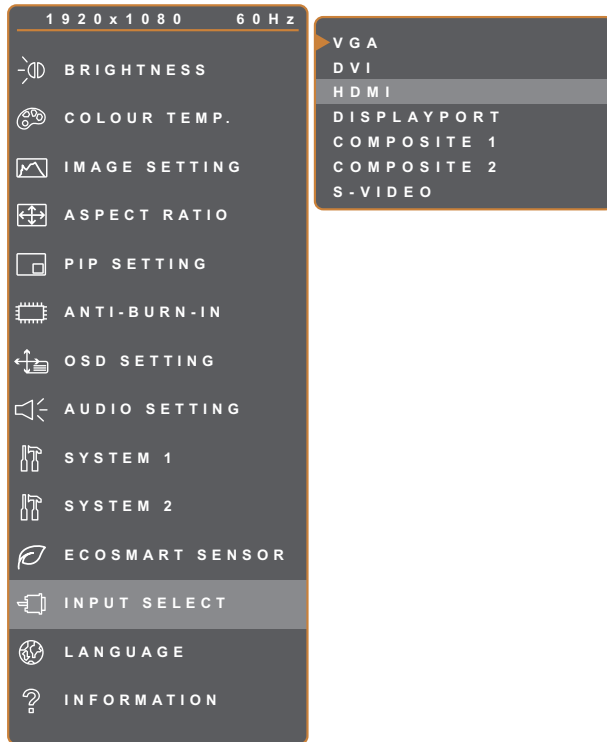 1920x1080 60Hz
BRIGHTNESS
COLOUR TEMP.
IMAGE SETTING
ASPECT RATIO
PIP SETTING
ANTI-BURN-IN
OSD SETTING
AUDIO SETTING
SYSTEM 1
SYSTEM 2
ECOSMART SENSOR
INPUT SELECT
LANGUAGE
INFORMATION
VGA
DVI
HDMI
DISPLAYPORT
COMPOSITE 1
COMPOSITE 2
S-VIDEO